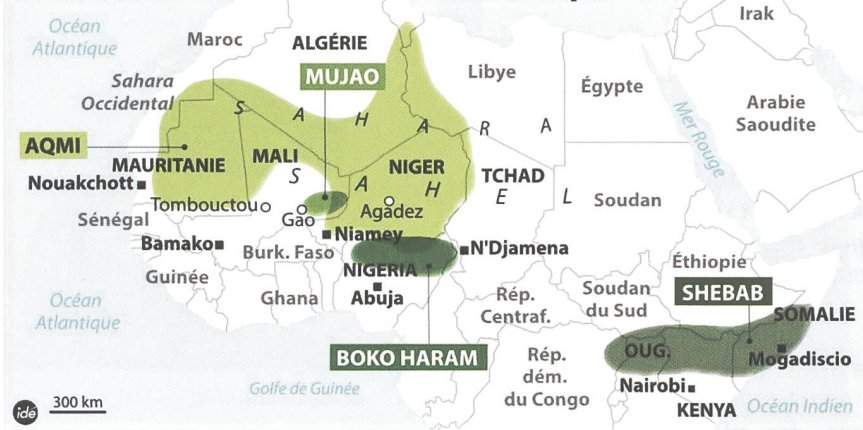 Océan
Atlantique
Maroc
ALGÉRIE
Irak
MUJAO
Libye
Égypte
Sahara
Occidental
Arabie
Saoudite
Mer Rouge
S A H A R A
AQMI
MAURITANIE
MALI
NIGER
TCHAD
S A H E L
Nouakchott
Tombouctou
Gao
Agadez
Soudan
Sénégal
Niamey
Bamako
Burk. Faso
N'Djamena
Guinée
NIGERIA
Éthiopie
Ghana
Abuja
Rép.
Centraf.
Soudan
du Sud
SHEBAB
SOMALIE
Océan
Atlantique
BOKO HARAM
Rép.
dém.
du Congo
OUG.
Mogadiscio
Nairobi
KENYA
Golfe de Guinée
Océan Indien
idé
300 km